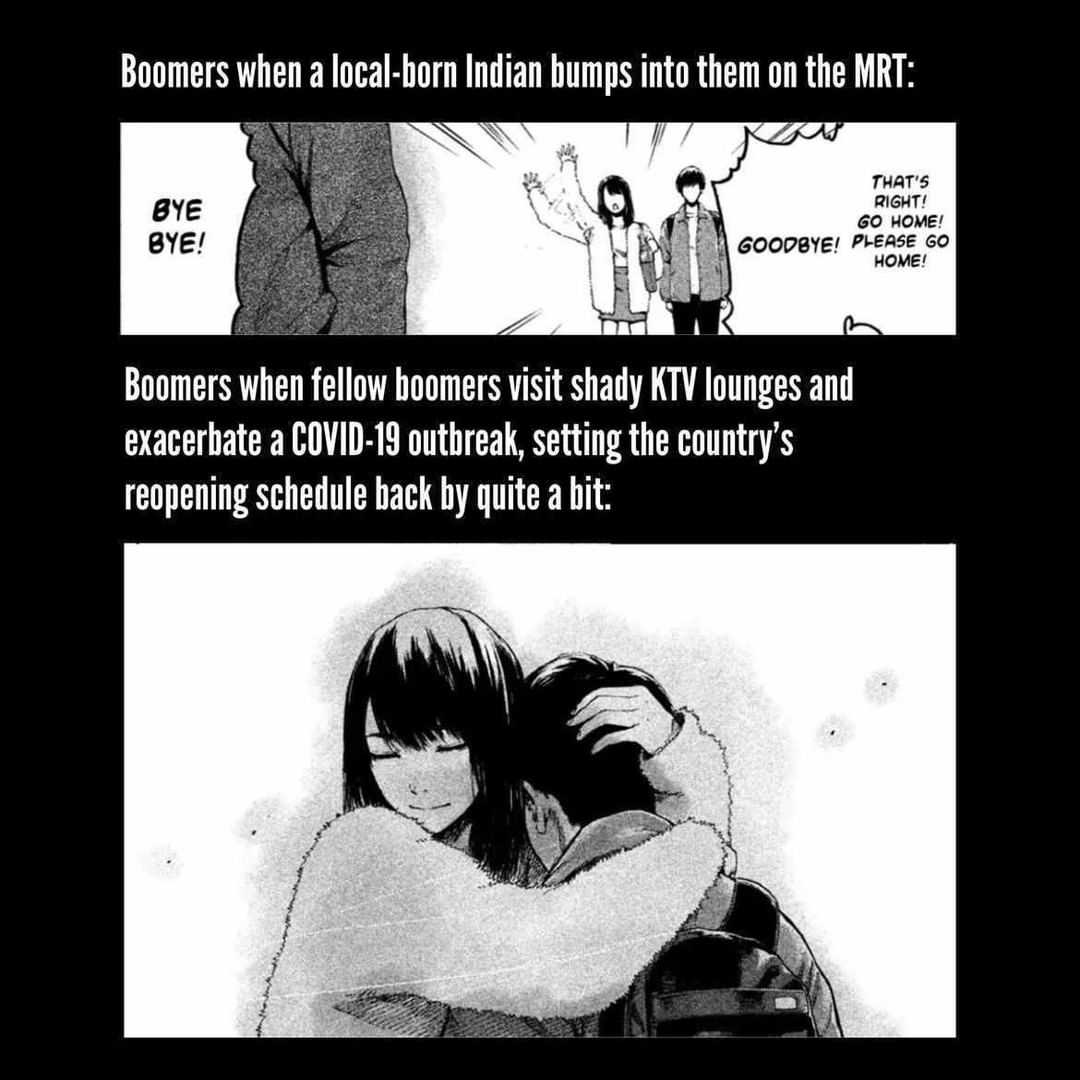 Boomers when a local-born Indian bumps into them on the MRT:
BYE
BYE!
GOODBYE!
THAT'S
RIGHT!
GO HOME!
PLEASE GO
HOME!
Boomers when fellow boomers visit shady KTV lounges and
exacerbate a COVID-19 outbreak, setting the country’s
reopening schedule back by quite a bit: